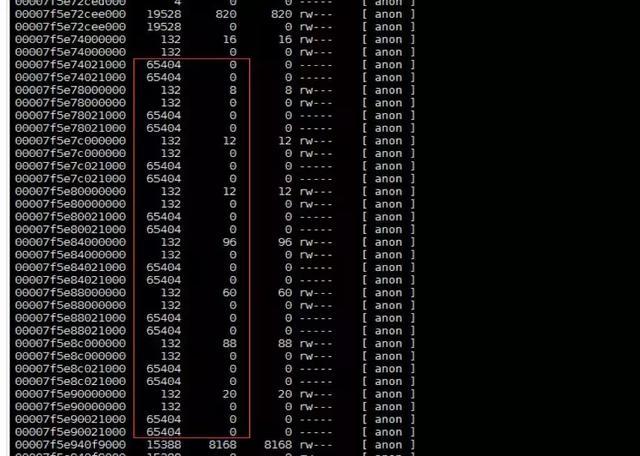 00007f5e72ced000 4 0 0 ----- [ anon ]
00007f5e72cee000 19528 820 820 rw--- [ anon ]
00007f5e72cee000 19528 0 0 rw--- [ anon ]
00007f5e74000000 132 16 16 rw--- [ anon ]
00007f5e74000000 132 0 0 rw--- [ anon ]
00007f5e74021000 65404 0 0 ----- [ anon ]
00007f5e74021000 65404 0 0 ----- [ anon ]
00007f5e78000000 132 8 8 rw--- [ anon ]
00007f5e78000000 132 0 0 rw--- [ anon ]
00007f5e78021000 65404 0 0 ----- [ anon ]
00007f5e78021000 65404 0 0 ----- [ anon ]
00007f5e7c000000 132 12 12 rw--- [ anon ]
00007f5e7c000000 132 0 0 rw--- [ anon ]
00007f5e7c021000 65404 0 0 ----- [ anon ]
00007f5e7c021000 65404 0 0 ----- [ anon ]
00007f5e80000000 132 12 12 rw--- [ anon ]
00007f5e80000000 132 0 0 rw--- [ anon ]
00007f5e80021000 65404 0 0 ----- [ anon ]
00007f5e80021000 65404 0 0 ----- [ anon ]
00007f5e84000000 132 96 96 rw--- [ anon ]
00007f5e84000000 132 0 0 rw--- [ anon ]
00007f5e84021000 65404 0 0 ----- [ anon ]
00007f5e84021000 65404 0 0 ----- [ anon ]
00007f5e88000000 132 60 60 rw--- [ anon ]
00007f5e88000000 132 0 0 rw--- [ anon ]
00007f5e88021000 65404 0 0 ----- [ anon ]
00007f5e88021000 65404 0 0 ----- [ anon ]
00007f5e8c000000 132 88 88 rw--- [ anon ]
00007f5e8c000000 132 0 0 rw--- [ anon ]
00007f5e8c021000 65404 0 0 ----- [ anon ]
00007f5e8c021000 65404 0 0 ----- [ anon ]
00007f5e90000000 132 20 20 rw--- [ anon ]
00007f5e90000000 132 0 0 rw--- [ anon ]
00007f5e90021000 65404 0 0 ----- [ anon ]
00007f5e90021000 65404 0 0 ----- [ anon ]
00007f5e940f9000 15388 8168 8168 rw--- [ anon ]